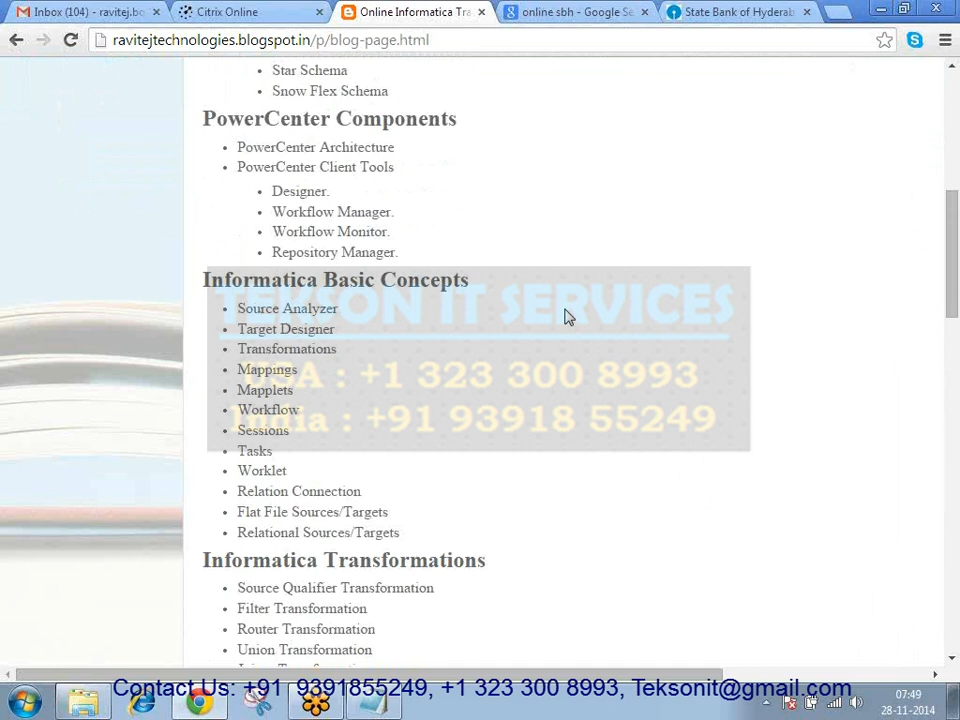 Inbox (104) - ravitej.bo
Citrix Online
Online Informatica Tra
online sbh - Google Se
State Bank of Hyderab
ravitejtechnologies.blogspot.in/p/blog-page.html
Star Schema
Snow Flex Schema
PowerCenter Components
PowerCenter Architecture
PowerCenter Client Tools
Designer.
Workflow Manager.
Workflow Monitor.
Repository Manager.
Informatica Basic Concepts
TEKSON IT SERVICES
USA : +1 323 300 8993
India : +91 93918 55249
Source Analyzer
Target Designer
Transformations
Mappings
Mapplets
Workflow
Sessions
Tasks
Worklet
Relation Connection
Flat File Sources/Targets
Relational Sources/Targets
Informatica Transformations
Source Qualifier Transformation
Filter Transformation
Router Transformation
Union Transformation
Contact Us: +91 9391855249, +1 323 300 8993, Teksonit@gmail.com
07:49
28-11-2014